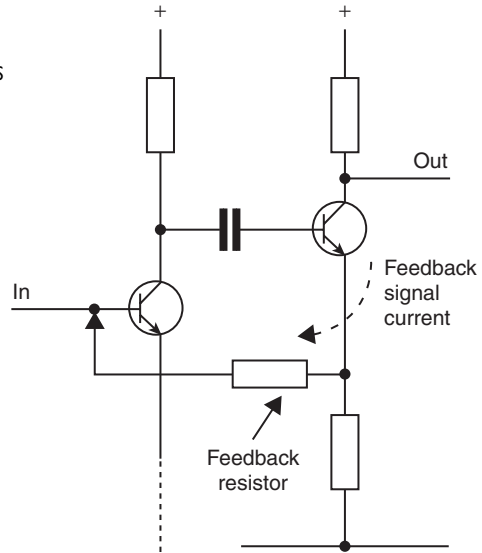 +
+
s
Out
In
Feedback
signal
current
Feedback
resistor